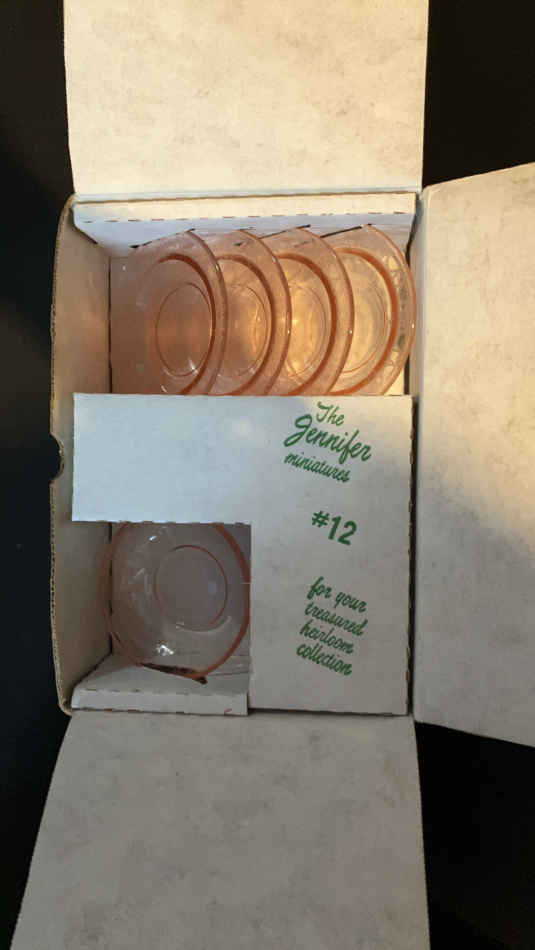 The
Jennifer
miniatures
#12
for your
treasured
heirloom
collection